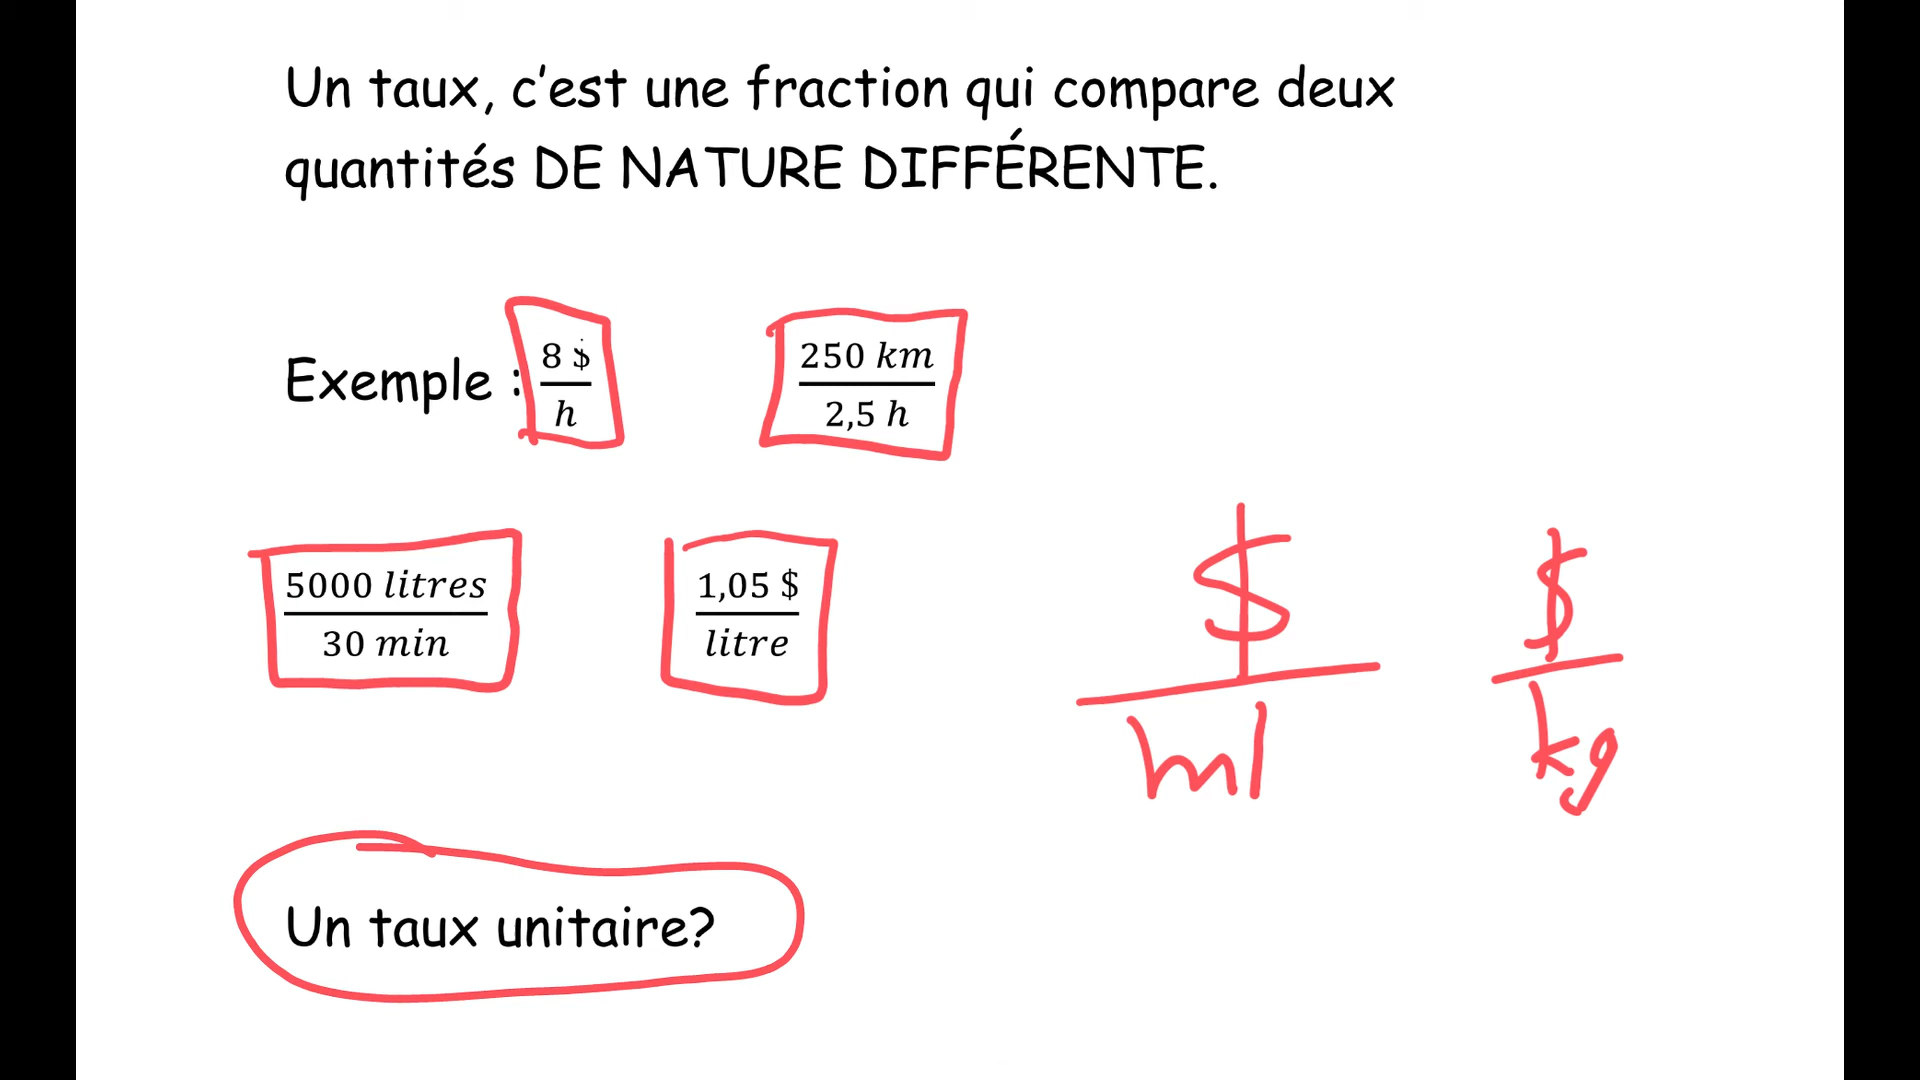 Un taux, c’est une fraction qui compare deux
quantités DE NATURE DIFFÉRENTE.
Exemple : 8 $ 250 km
h 2,5 h
5000 litres 1,05 $
30 min litre
$ $
ml kg
Un taux unitaire?